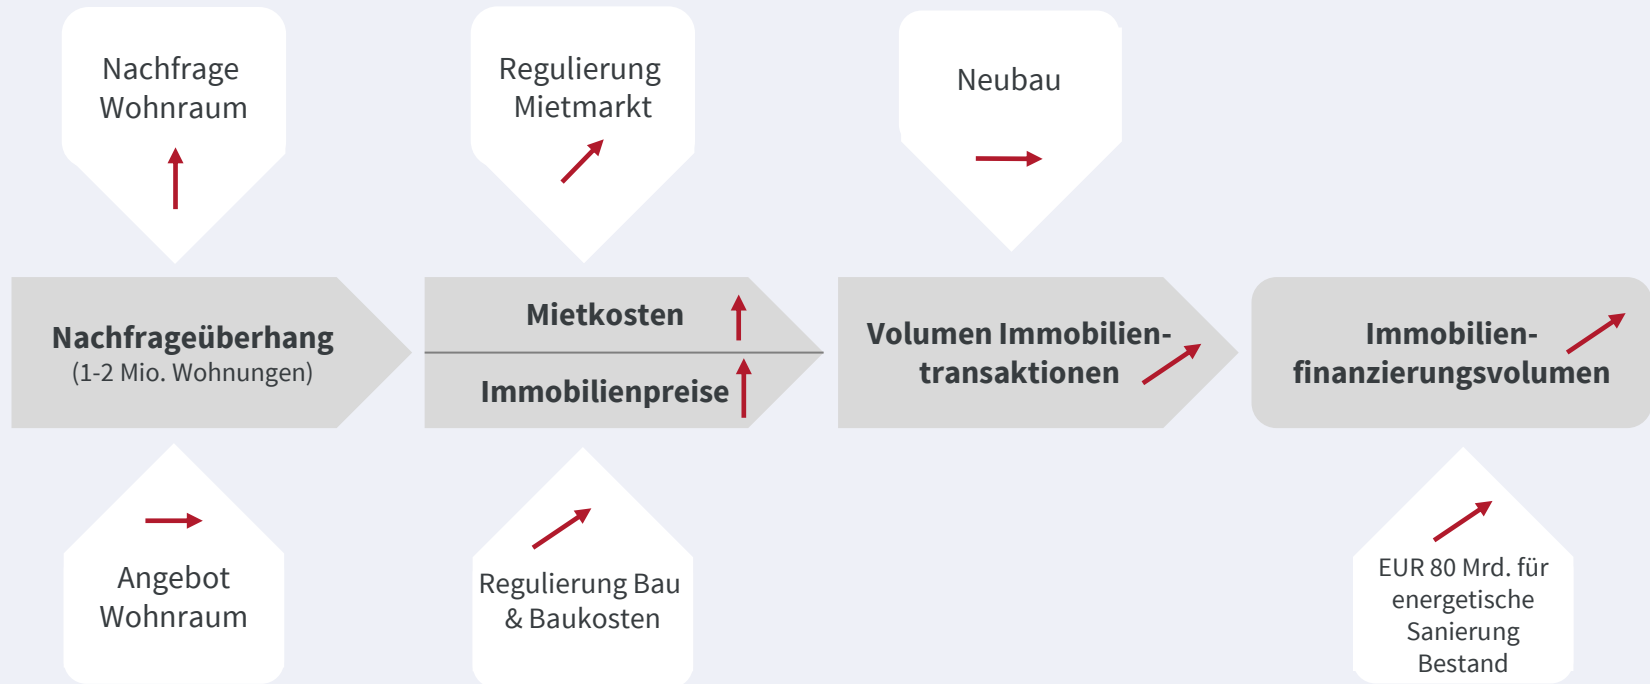 Nachfrage
Wohnraum
Regulierung
Mietmarkt
Neubau
Nachfrageüberhang
(1-2 Mio. Wohnungen)
Mietkosten
Immobilienpreise
Volumen Immobilien-
transaktionen
Immobilien-
finanzierungsvolumen
Angebot
Wohnraum
Regulierung Bau
& Baukosten
EUR 80 Mrd. für
energetische
Sanierung
Bestand